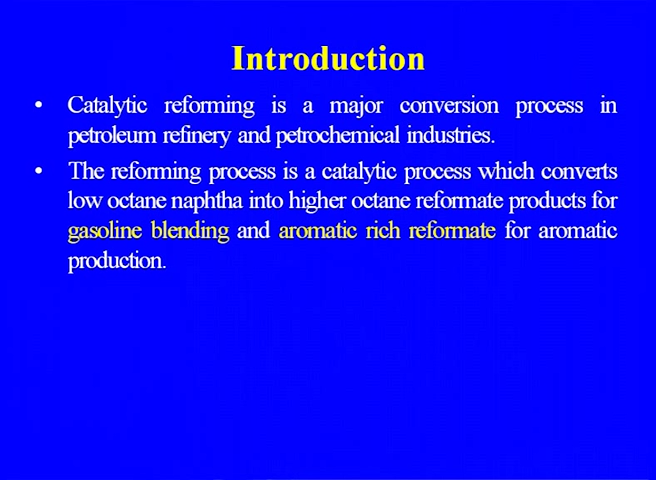 Introduction
• Catalytic reforming is a major conversion process in
petroleum refinery and petrochemical industries.
• The reforming process is a catalytic process which converts
low octane naphtha into higher octane reformate products for
gasoline blending and aromatic rich reformate for aromatic
production.